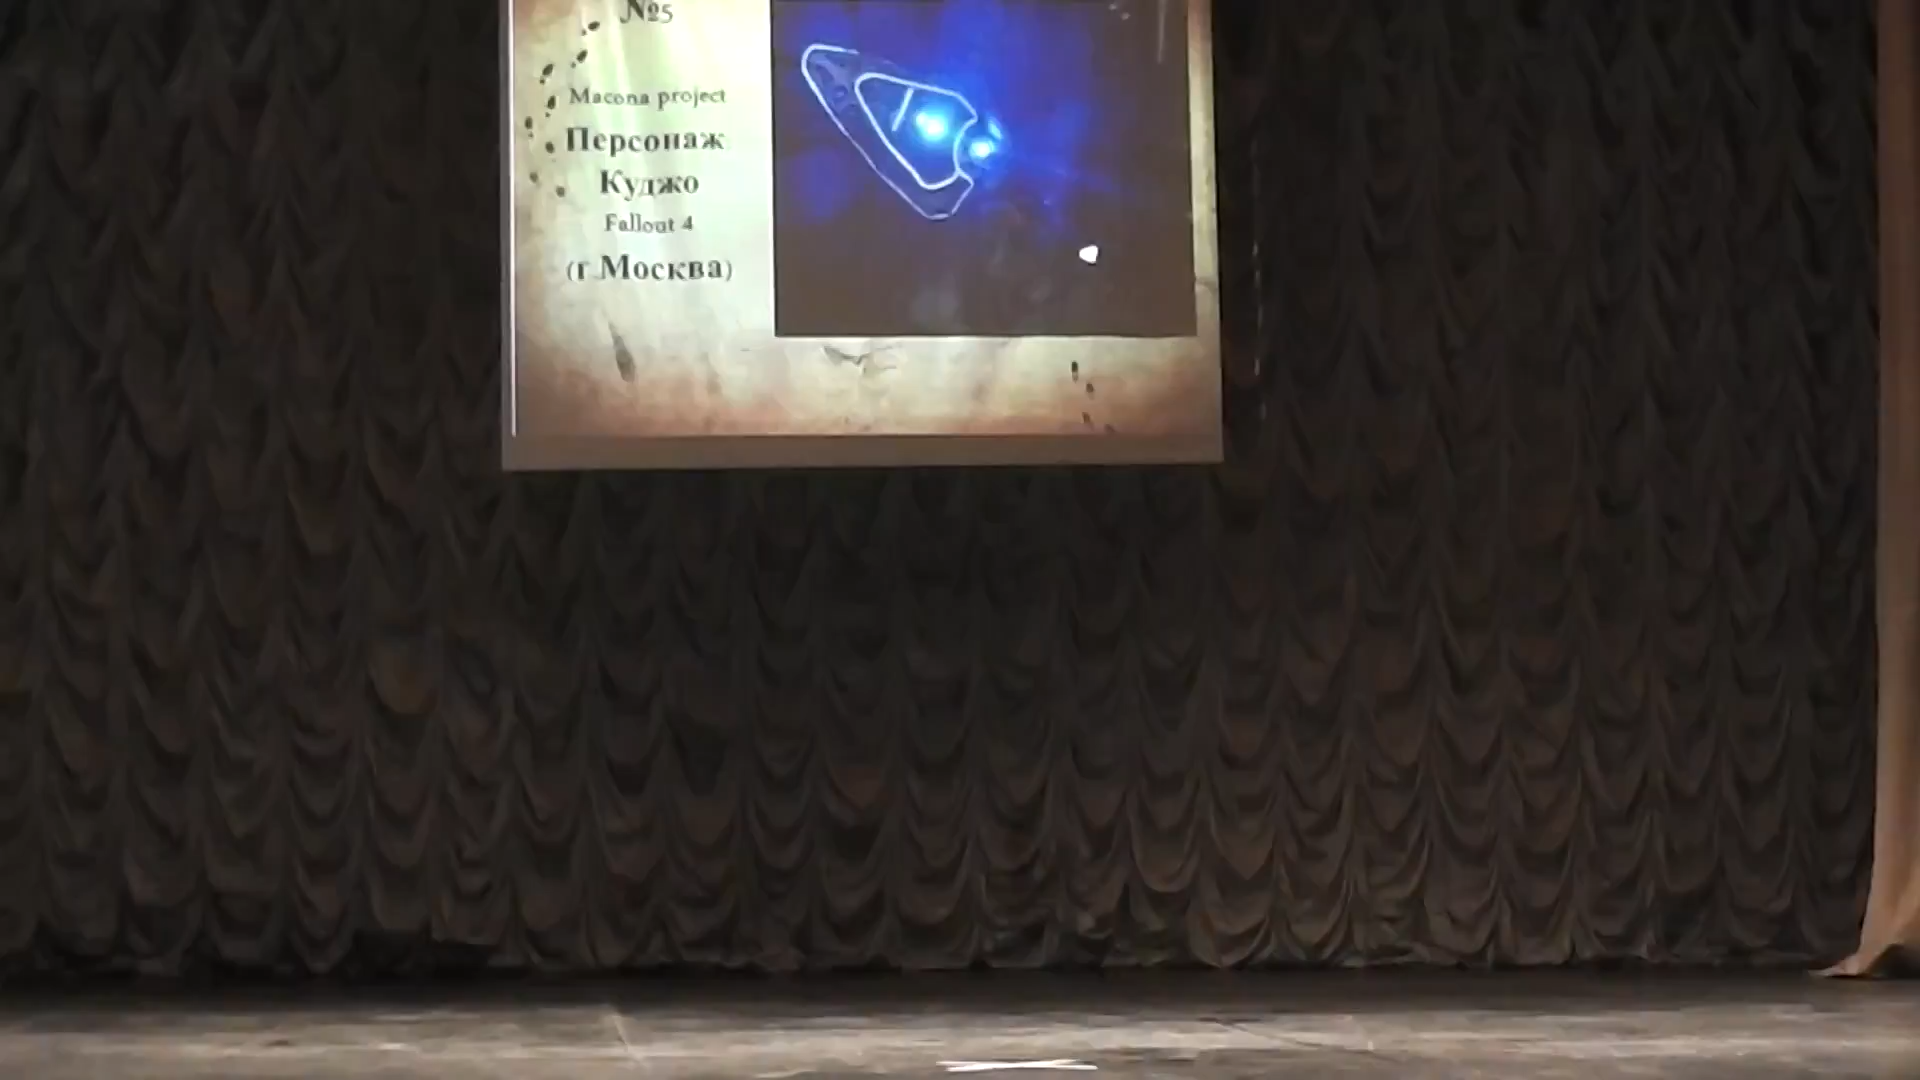 №5
Macona project
Персонаж
Куджо
Fallout 4
(г.Москва)